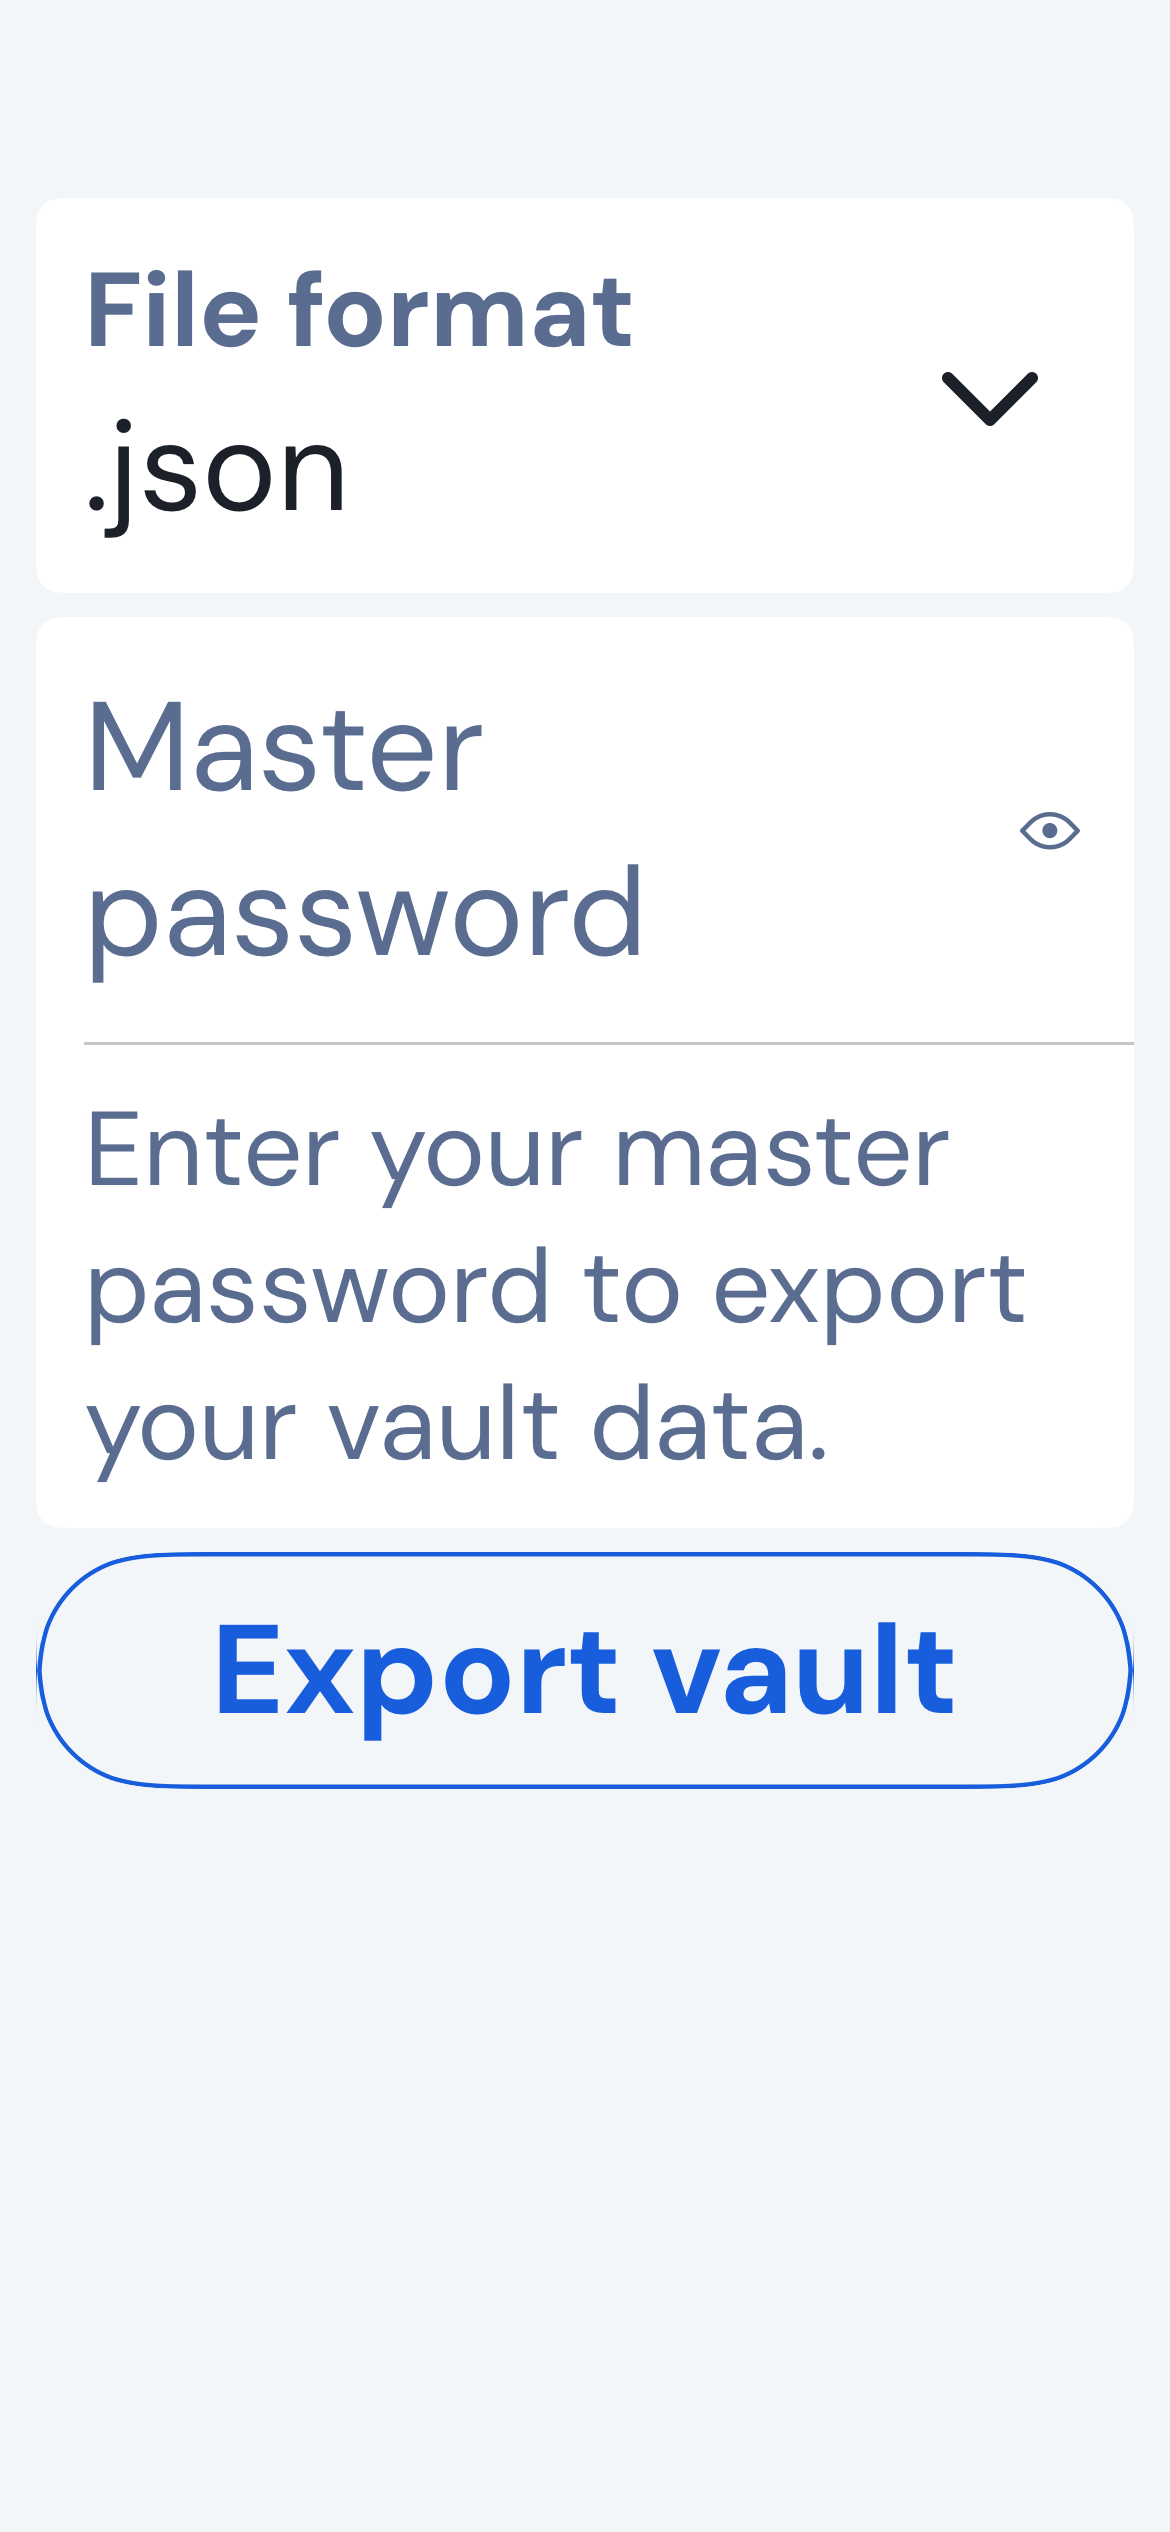 File format
.json
Master
password
Enter your master
password to export
your vault data.
Export vault